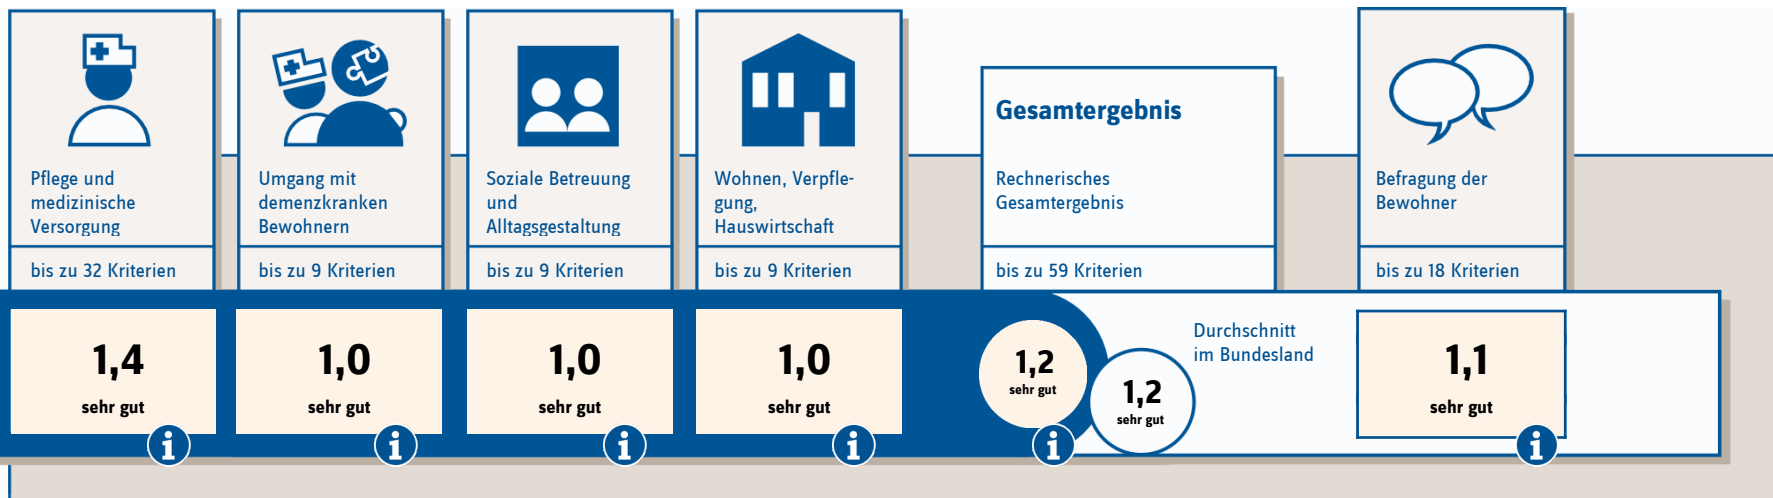 Pflege und
medizinische
Versorgung
bis zu 32 Kriterien
1,4
sehr gut
i
Umgang mit
demenzkranken
Bewohnern
bis zu 9 Kriterien
1,0
sehr gut
i
Soziale Betreuung
und
Alltagsgestaltung
bis zu 9 Kriterien
1,0
sehr gut
i
Wohnen, Verpfle-
gung,
Hauswirtschaft
bis zu 9 Kriterien
1,0
sehr gut
i
Gesamtergebnis
Rechnerisches
Gesamtergebnis
bis zu 59 Kriterien
1,2
sehr gut
i
Durchschnitt
im Bundesland
1,2
sehr gut
Befragung der
Bewohner
bis zu 18 Kriterien
1,1
sehr gut
i